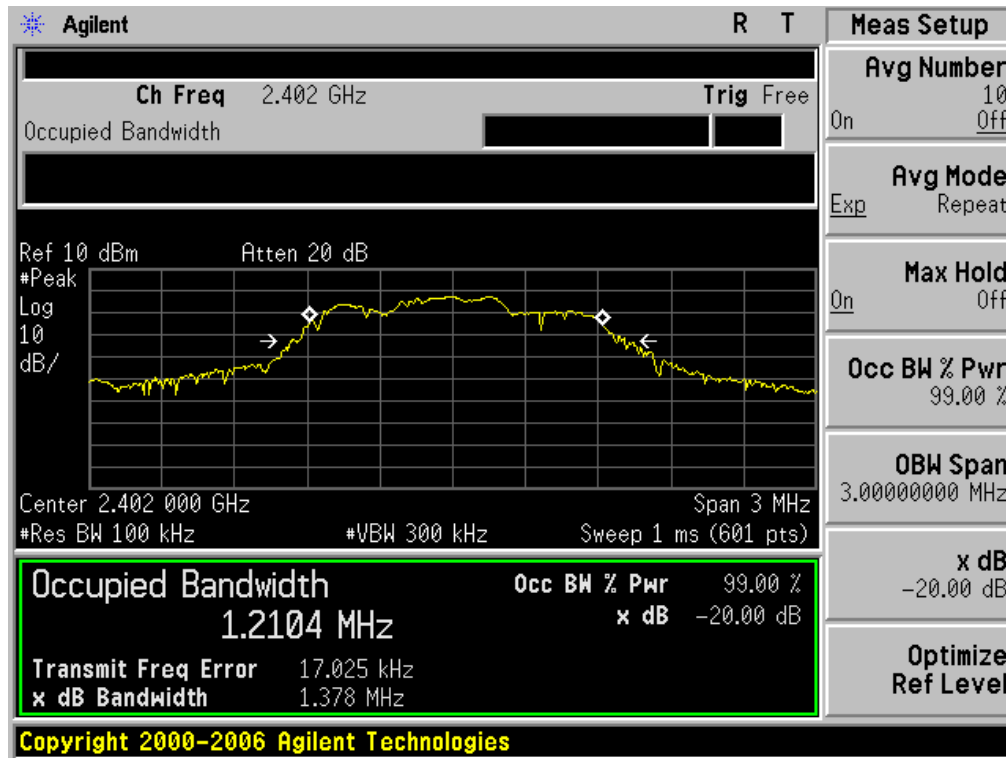 Agilent R T
Ch Freq 2.402 GHz Trig Free
Occupied Bandwidth
Ref 10 dBm Atten 20 dB
#Peak
Log
10
dB/
Center 2.402 000 GHz Span 3 MHz
#Res BW 100 kHz #VBW 300 kHz Sweep 1 ms (601 pts)
Occupied Bandwidth Occ BW % Pwr 99.00 %
1.2104 MHz x dB -20.00 dB
Transmit Freq Error 17.025 kHz
x dB Bandwidth 1.378 MHz
Copyright 2000-2006 Agilent Technologies
Meas Setup
Avg Number
10
On Off
Avg Mode
Exp Repeat
Max Hold
On Off
Occ BW % Pwr
99.00 %
OBW Span
3.00000000 MHz
x dB
-20.00 dB
Optimize
Ref Level